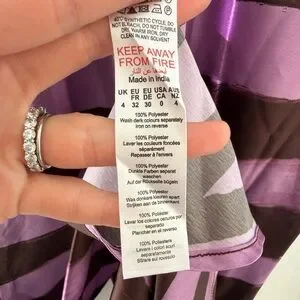 40°C SYNTHETIC CYCLE. DO
NOT BLEACH, DO NOT TUMBLE
DRY, WARM IRON, DRY
CLEAN IN ANY SOLVENT
KEEP AWAY
FROM FIRE
Made in India
UK EU EU USA AUS
FR DE CA NZ
4 32 30 0 4
100% Polyester
Wash dark colours separately
iron on reverse
100% Polyester
Laver les couleurs foncées
séparément
Repasser à l'envers
100% Polyester
Dunkle Farben separat
waschen
Auf der Rückseite bügeln
100% Polyester
Was donkere kleuren apart
Strijken aan de binnenkant
100% Polyester
Lavar los colores oscuros por
separado
Planchar en el reverso
100% Poliestere
Lavare i colori scuri
separatamente
Stirare sul rovescio